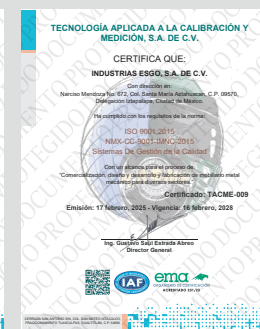 TECNOLOGÍA APLICADA A LA CALIBRACIÓN Y
MEDICIÓN, S.A. DE C.V.
CERTIFICA QUE:
INDUSTRIAS ESGO, S.A. DE C.V.
Con dirección en:
Narciso Mendoza No. 672, Col. Santa María Aztahuacan, C.P. 09570,
Delegación Iztapalapa, Ciudad de México.
Ha cumplido con los requisitos de la norma:
ISO 9001:2015
NMX-CC-9001-IMNC-2015
Sistemas De Gestión de la Calidad
Con un alcance para el proceso de
"Comercialización, diseño y desarrollo y fabricación de mobiliario metal
mecánico para diversos sectores."
Certificado: TACME-009
Emisión: 17 febrero, 2025 - Vigencia: 16 febrero, 2028
Ing. Gustavo Saúl Estrada Abreo
Director General
IAF
ema
ORGANISMO DE CERTIFICACIÓN